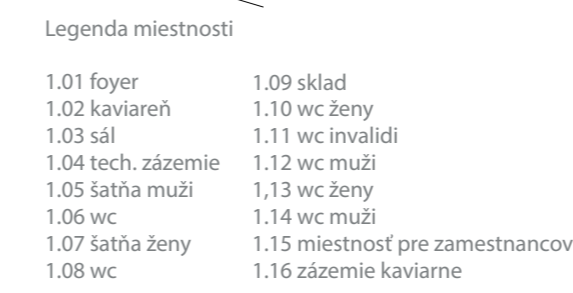 Legenda miestnosti
1.01 foyer
1.02 kaviareň
1.03 sál
1.04 tech. zázemie
1.05 šatňa muži
1.06 wc
1.07 šatňa ženy
1.08 wc
1.09 sklad
1.10 wc ženy
1.11 wc invalidi
1.12 wc muži
1,13 wc ženy
1.14 wc muži
1.15 miestnosť pre zamestnancov
1.16 zázemie kaviarne